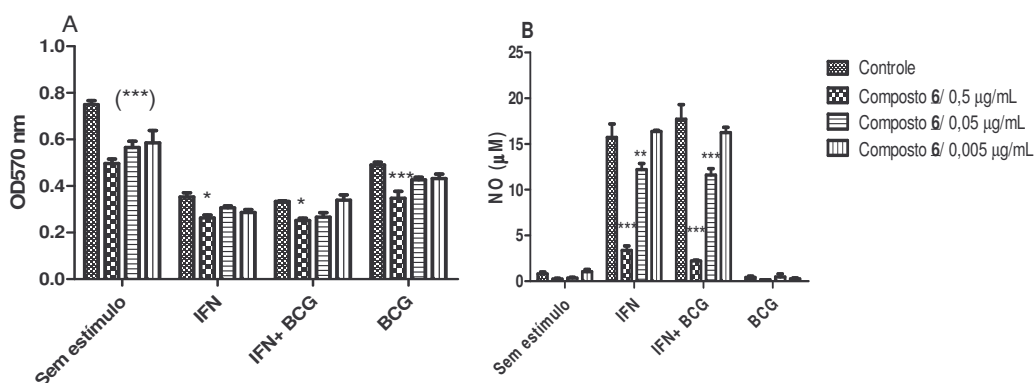 A
OD570 nm
1.0
0.8
0.6
0.4
0.2
0.0
(***)
*
*
***
Sem estímulo
IFN
IFN+ BCG
BCG
B
NO (µM)
25
20
15
10
5
0
***
**
***
***
Sem estímulo
IFN
IFN+ BCG
BCG
Controle
Composto 6/ 0,5 µg/mL
Composto 6/ 0,05 µg/mL
Composto 6/ 0,005 µg/mL